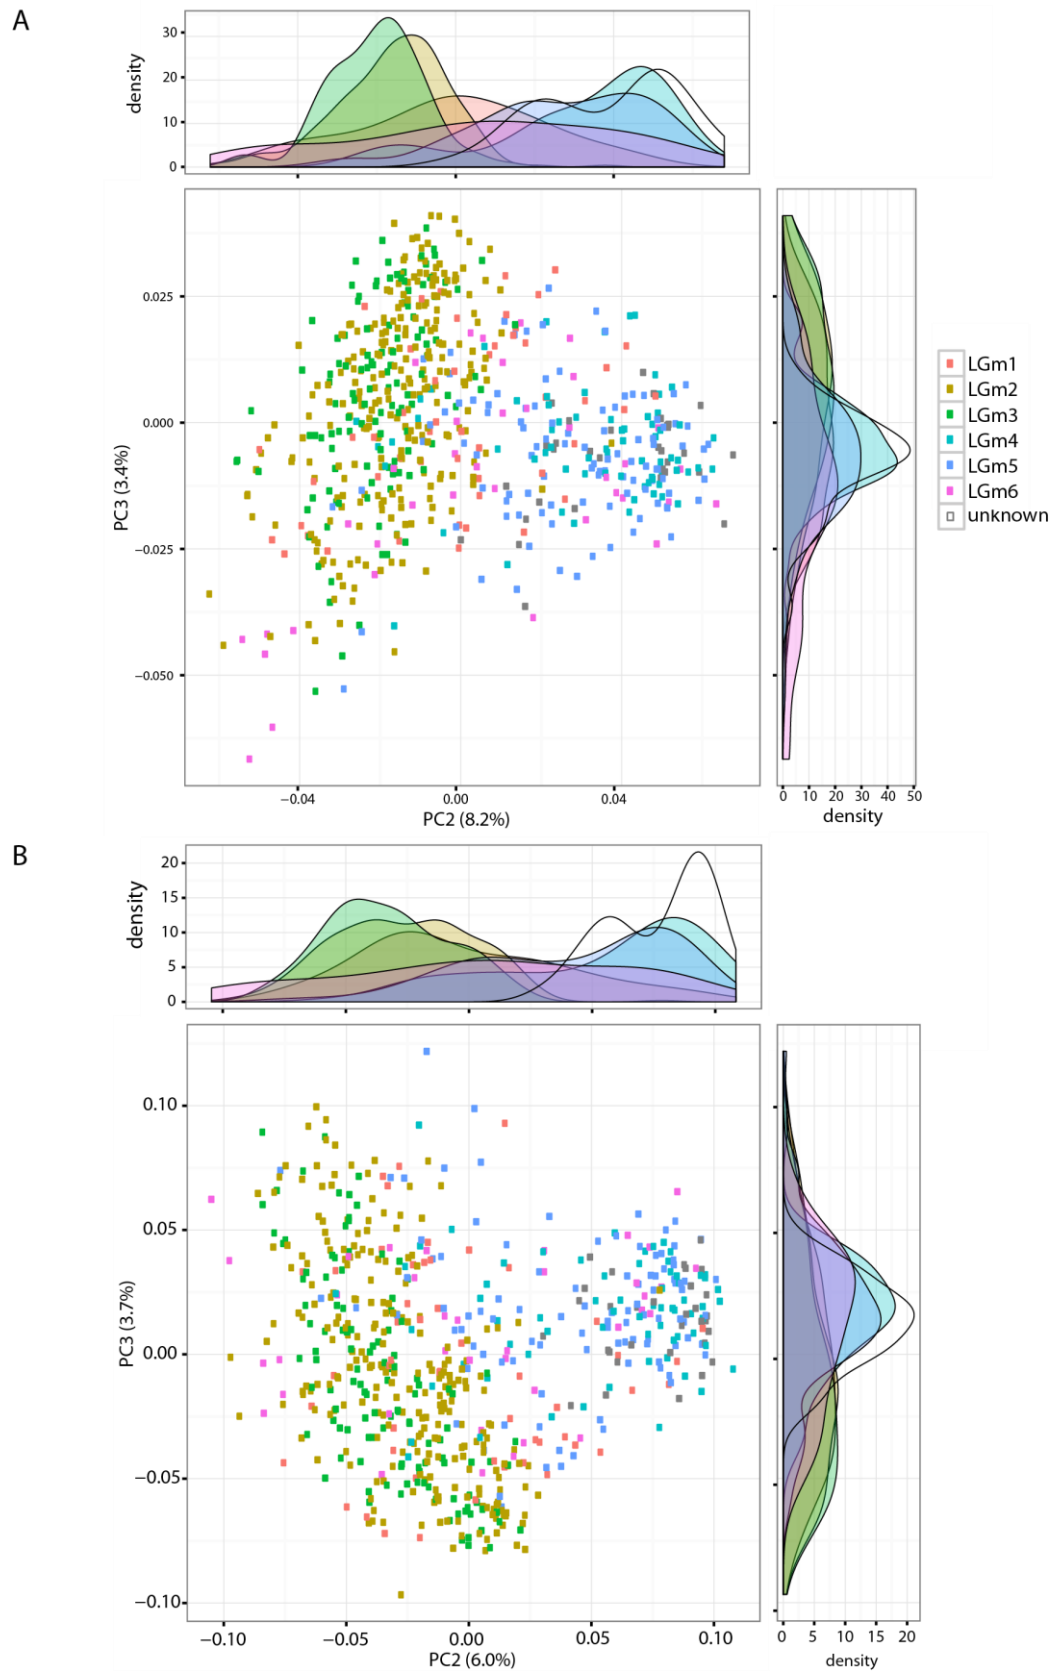 A
density
30
20
10
0
0.025
0.000
−0.025
−0.050
PC3 (3.4%)
−0.04
0.00
0.04
PC2 (8.2%)
0 10 20 30 40 50
density
LGm1
LGm2
LGm3
LGm4
LGm5
LGm6
unknown
B
density
20
15
10
5
0
0.10
0.05
0.00
−0.05
−0.10
PC3 (3.7%)
−0.10
−0.05
0.00
0.05
0.10
PC2 (6.0%)
0 5 10 15 20
density